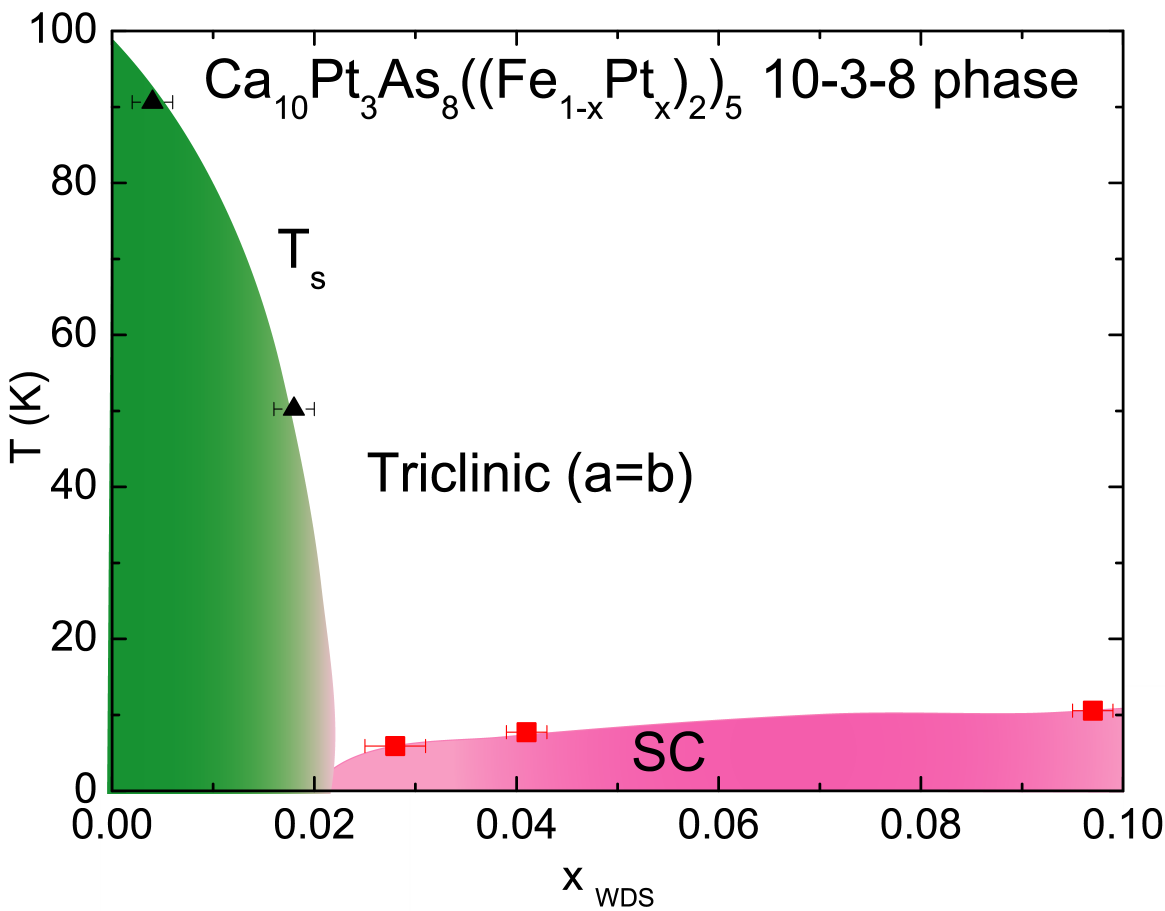 100
Ca10Pt3As8((Fe1-xPtx)2)5 10-3-8 phase
80
Ts
60
T (K)
Triclinic (a=b)
40
20
SC
0
0.00 0.02 0.04 0.06 0.08 0.10
x WDS